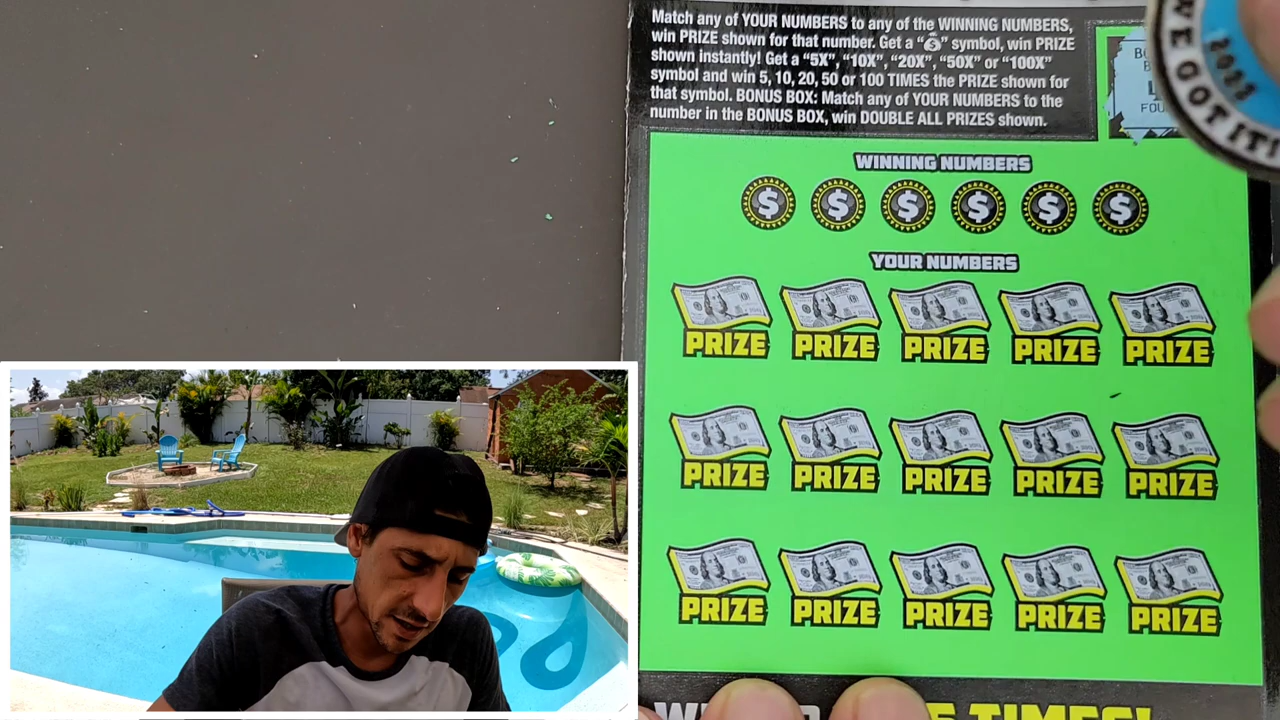 Match any of YOUR NUMBERS to any of the WINNING NUMBERS,
win PRIZE shown for that number. Get a "💰" symbol, win PRIZE
shown instantly! Get a "5X", "10X", "20X", "50X" or "100X"
symbol and win 5, 10, 20, 50 or 100 TIMES the PRIZE shown for
that symbol. BONUS BOX: Match any of YOUR NUMBERS to the
number in the BONUS BOX, win DOUBLE ALL PRIZES shown.
WE GOT IT!
WINNING NUMBERS
$ $ $ $ $ $
YOUR NUMBERS
PRIZE PRIZE PRIZE PRIZE PRIZE
PRIZE PRIZE PRIZE PRIZE PRIZE
PRIZE PRIZE PRIZE PRIZE PRIZE
TIMES!